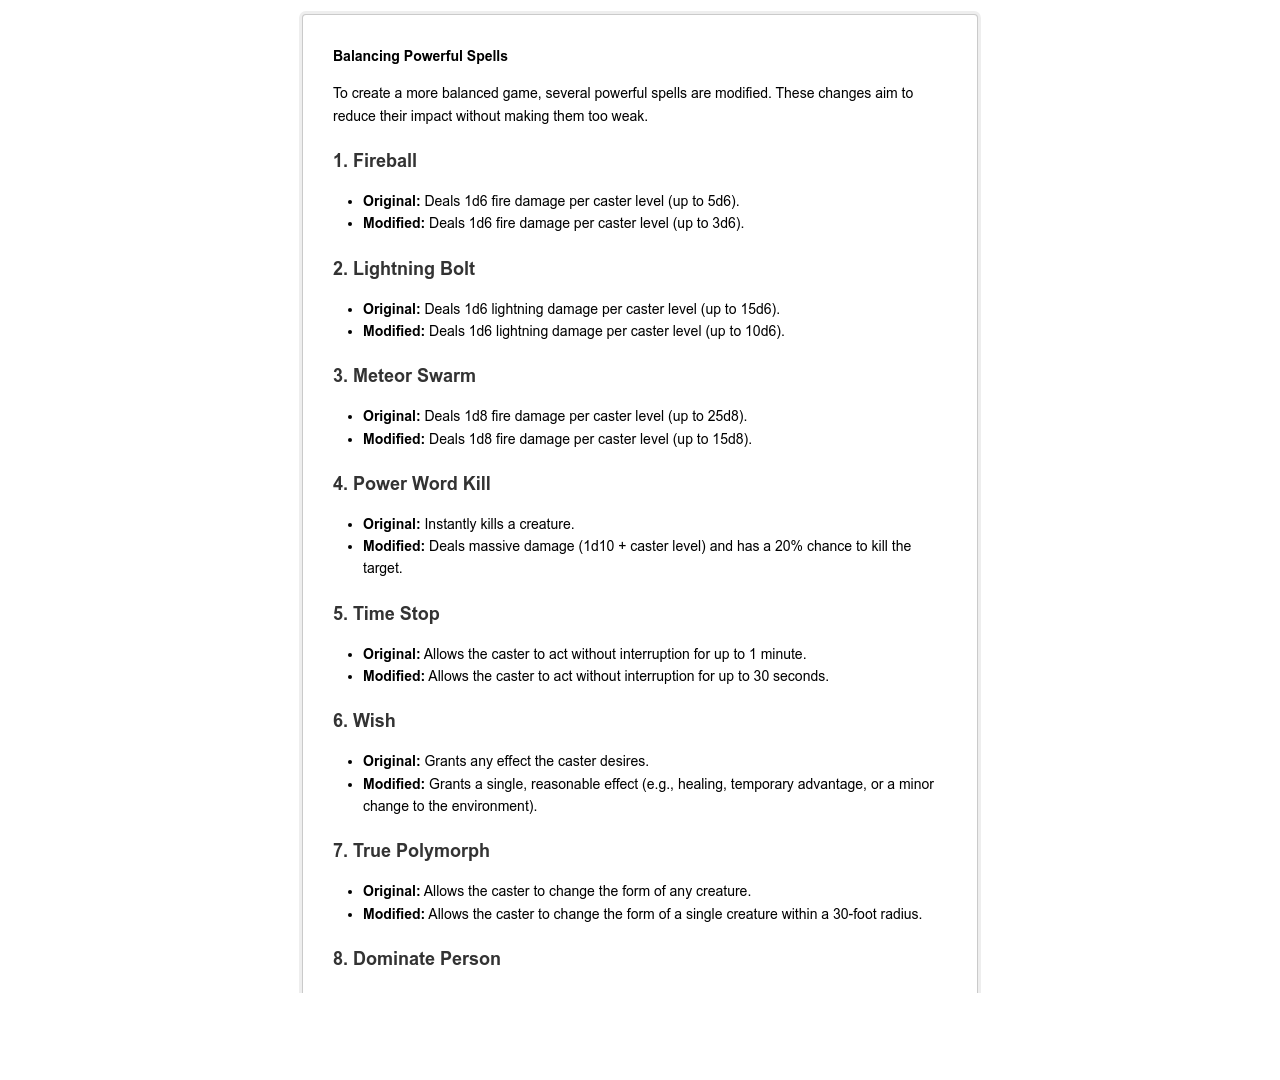 Balancing Powerful Spells
To create a more balanced game, several powerful spells are modified. These changes aim to
reduce their impact without making them too weak.
1. Fireball
• Original: Deals 1d6 fire damage per caster level (up to 5d6).
• Modified: Deals 1d6 fire damage per caster level (up to 3d6).
2. Lightning Bolt
• Original: Deals 1d6 lightning damage per caster level (up to 15d6).
• Modified: Deals 1d6 lightning damage per caster level (up to 10d6).
3. Meteor Swarm
• Original: Deals 1d8 fire damage per caster level (up to 25d8).
• Modified: Deals 1d8 fire damage per caster level (up to 15d8).
4. Power Word Kill
• Original: Instantly kills a creature.
• Modified: Deals massive damage (1d10 + caster level) and has a 20% chance to kill the
target.
5. Time Stop
• Original: Allows the caster to act without interruption for up to 1 minute.
• Modified: Allows the caster to act without interruption for up to 30 seconds.
6. Wish
• Original: Grants any effect the caster desires.
• Modified: Grants a single, reasonable effect (e.g., healing, temporary advantage, or a minor
change to the environment).
7. True Polymorph
• Original: Allows the caster to change the form of any creature.
• Modified: Allows the caster to change the form of a single creature within a 30-foot radius.
8. Dominate Person